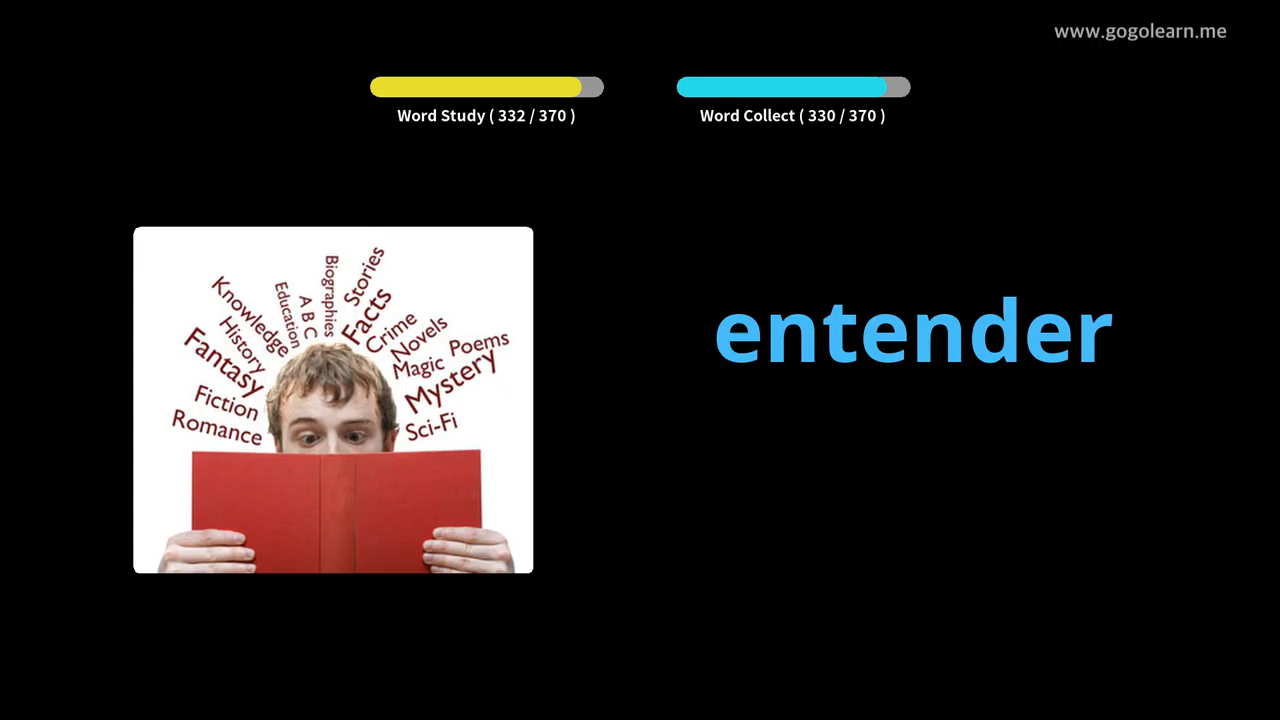 www.gogolearn.me
Word Study ( 332 / 370 )
Word Collect ( 330 / 370 )
Biographies
Stories
Knowledge
Education
A B C
Facts
History
Crime
Novels
Fantasy
Magic
Poems
Mystery
Fiction
Romance
Sci-Fi
entender